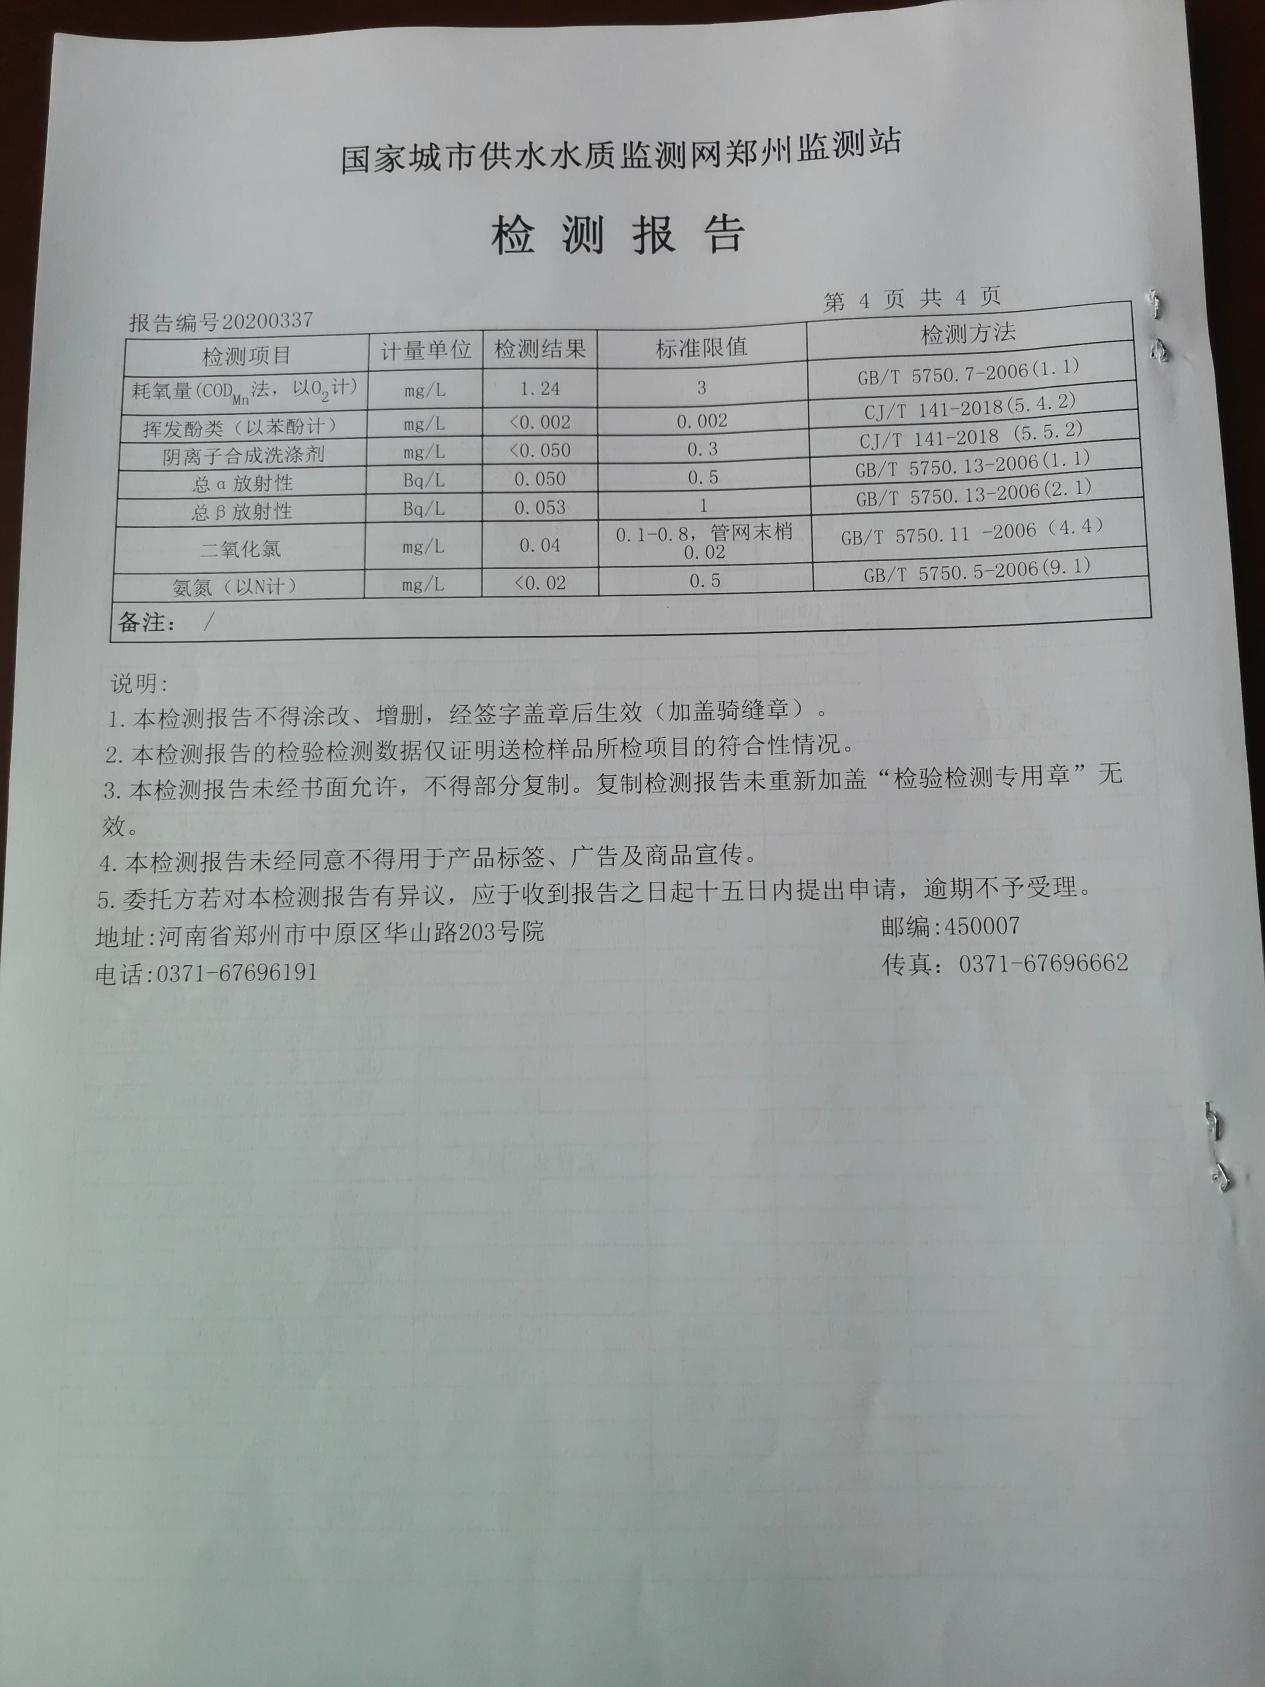 国家城市供水水质监测网郑州监测站
检测报告
第 4 页 共 4 页
报告编号20200337
检测项目 计量单位 检测结果 标准限值 检测方法
耗氧量(CODMn法, 以O2计) mg/L 1.24 3 GB/T 5750.7-2006(1.1)
挥发酚类（以苯酚计） mg/L <0.002 0.002 CJ/T 141-2018(5.4.2)
阴离子合成洗涤剂 mg/L <0.050 0.3 CJ/T 141-2018 (5.5.2)
总α放射性 Bq/L 0.050 0.5 GB/T 5750.13-2006(1.1)
总β放射性 Bq/L 0.053 1 GB/T 5750.13-2006(2.1)
二氧化氯 mg/L 0.04 0.1-0.8, 管网末梢 0.02 GB/T 5750.11 -2006（4.4）
氨氮（以N计） mg/L <0.02 0.5 GB/T 5750.5-2006(9.1)
备注： /
说明:
1.本检测报告不得涂改、增删，经签字盖章后生效（加盖骑缝章）。
2.本检测报告的检验检测数据仅证明送检样品所检项目的符合性情况。
3.本检测报告未经书面允许，不得部分复制。复制检测报告未重新加盖“检验检测专用章”无
效。
4.本检测报告未经同意不得用于产品标签、广告及商品宣传。
5.委托方若对本检测报告有异议，应于收到报告之日起十五日内提出申请，逾期不予受理。
地址:河南省郑州市中原区华山路203号院 邮编:450007
电话:0371-67696191 传真：0371-67696662